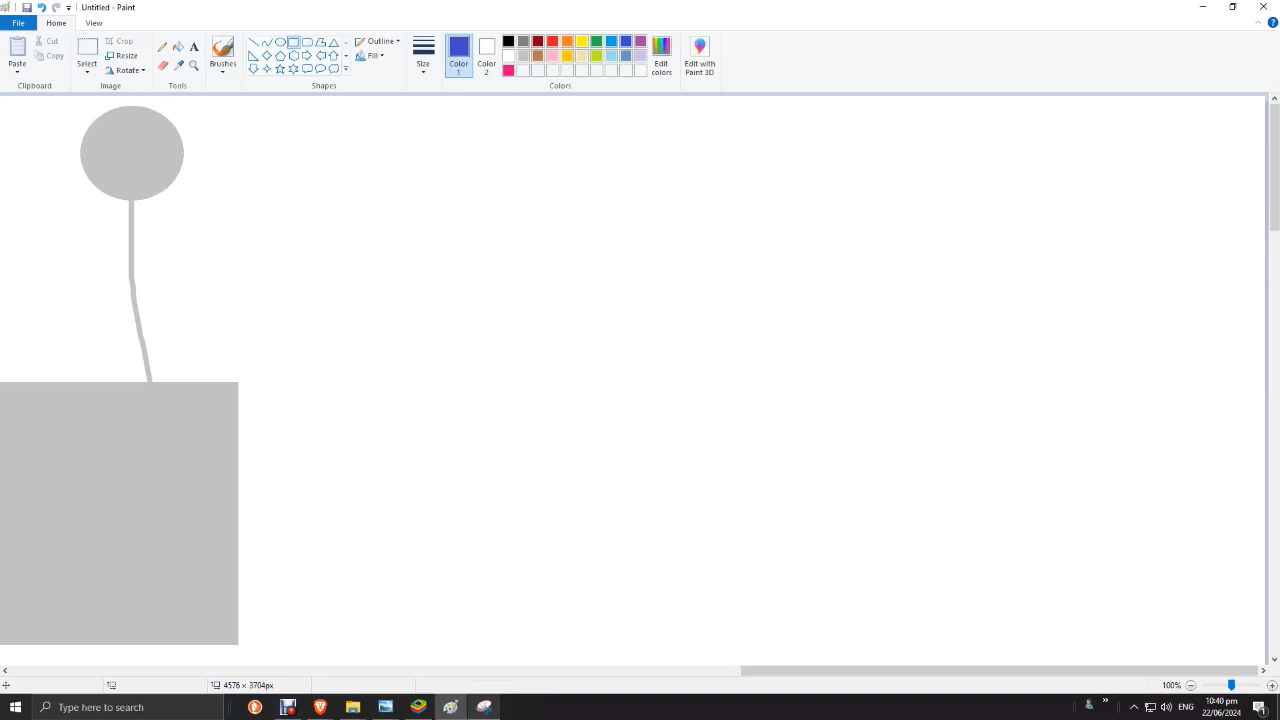 Untitled - Paint
File Home View
Paste
Cut
Copy
Clipboard
Select
Crop
Resize
Rotate
Image
A
Tools
Brushes
Outline
Fill
Shapes
Size
Color 1
Color 2
Edit colors
Colors
Edit with Paint 3D
4576 × 3704px
100%
Type here to search
ENG
10:40 pm
22/06/2024
1